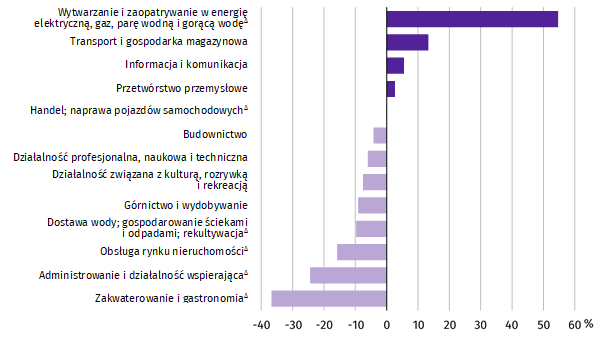 Wytwarzanie i zaopatrywanie w energię
elektryczną, gaz, parę wodną i gorącą wodę∆
Transport i gospodarka magazynowa
Informacja i komunikacja
Przetwórstwo przemysłowe
Handel; naprawa pojazdów samochodowych∆
Budownictwo
Działalność profesjonalna, naukowa i techniczna
Działalność związana z kulturą, rozrywką
i rekreacją
Górnictwo i wydobywanie
Dostawa wody; gospodarowanie ściekami
i odpadami; rekultywacja∆
Obsługa rynku nieruchomości∆
Administrowanie i działalność wspierająca∆
Zakwaterowanie i gastronomia∆
-40 -30 -20 -10 0 10 20 30 40 50 60 %